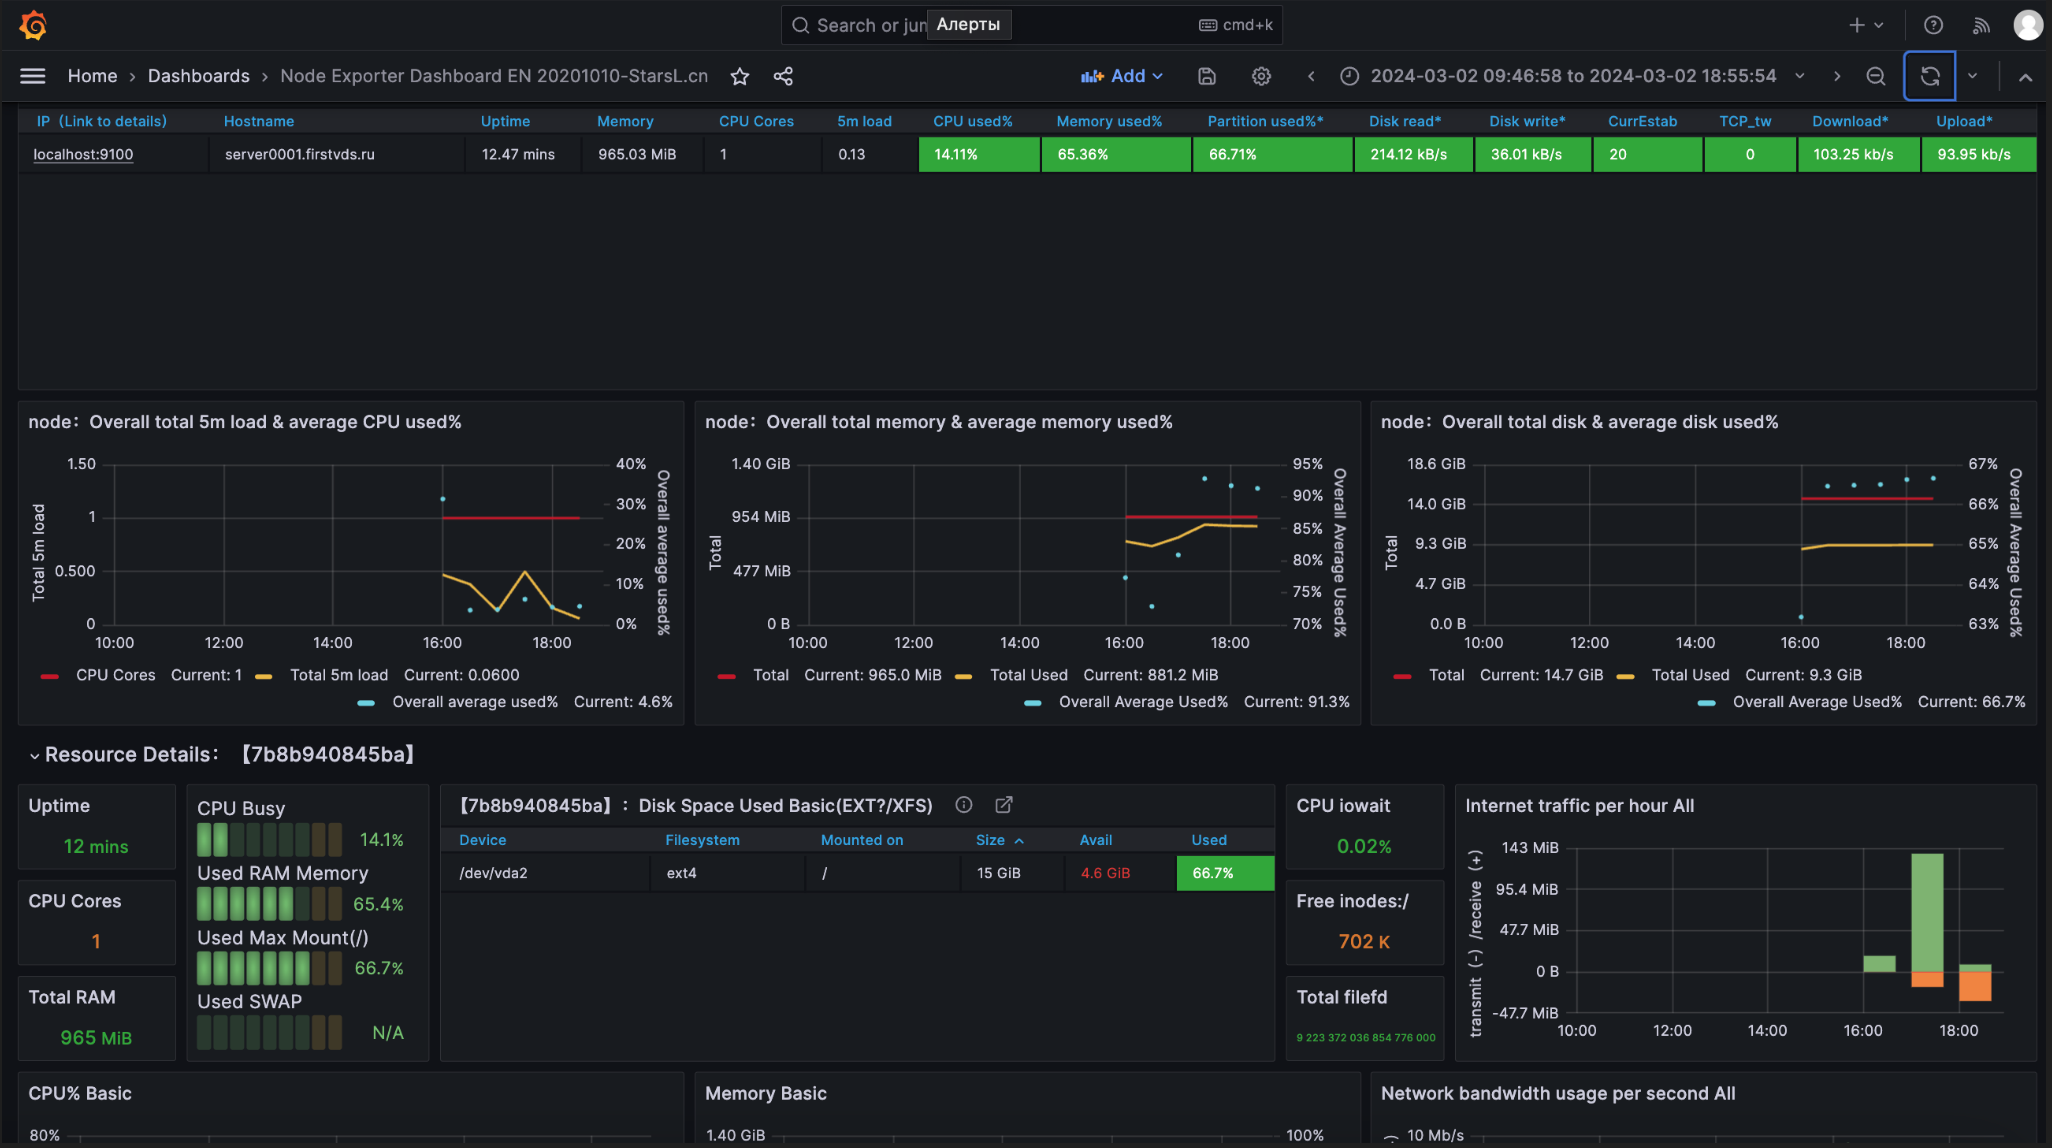 Search or jum Алерты cmd+k
Home › Dashboards › Node Exporter Dashboard EN 20201010-StarsL.cn Add 2024-03-02 09:46:58 to 2024-03-02 18:55:54
IP（Link to details） Hostname Uptime Memory CPU Cores 5m load CPU used% Memory used% Partition used%* Disk read* Disk write* CurrEstab TCP_tw Download* Upload*
localhost:9100 server0001.firstvds.ru 12.47 mins 965.03 MiB 1 0.13 14.11% 65.36% 66.71% 214.12 kB/s 36.01 kB/s 20 0 103.25 kb/s 93.95 kb/s
node：Overall total 5m load & average CPU used%
Total 5m load
1.50
1
0.500
0
40%
30%
20%
10%
0%
Overall average used%
10:00 12:00 14:00 16:00 18:00
CPU Cores Current: 1 Total 5m load Current: 0.0600
Overall average used% Current: 4.6%
node：Overall total memory & average memory used%
Total
1.40 GiB
954 MiB
477 MiB
0 B
95%
90%
85%
80%
75%
70%
Overall Average Used%
10:00 12:00 14:00 16:00 18:00
Total Current: 965.0 MiB Total Used Current: 881.2 MiB
Overall Average Used% Current: 91.3%
node：Overall total disk & average disk used%
Total
18.6 GiB
14.0 GiB
9.3 GiB
4.7 GiB
0.0 B
67%
66%
65%
64%
63%
Overall Average Used%
10:00 12:00 14:00 16:00 18:00
Total Current: 14.7 GiB Total Used Current: 9.3 GiB
Overall Average Used% Current: 66.7%
Resource Details：【7b8b940845ba】
Uptime
12 mins
CPU Cores
1
Total RAM
965 MiB
CPU Busy
14.1%
Used RAM Memory
65.4%
Used Max Mount(/)
66.7%
Used SWAP
N/A
【7b8b940845ba】：Disk Space Used Basic(EXT?/XFS)
Device Filesystem Mounted on Size Avail Used
/dev/vda2 ext4 / 15 GiB 4.6 GiB 66.7%
CPU iowait
0.02%
Free inodes:/
702 K
Total filefd
9 223 372 036 854 776 000
Internet traffic per hour All
transmit (-) /receive (+)
143 MiB
95.4 MiB
47.7 MiB
0 B
-47.7 MiB
10:00 12:00 14:00 16:00 18:00
CPU% Basic
80%
Memory Basic
1.40 GiB 100%
Network bandwidth usage per second All
10 Mb/s